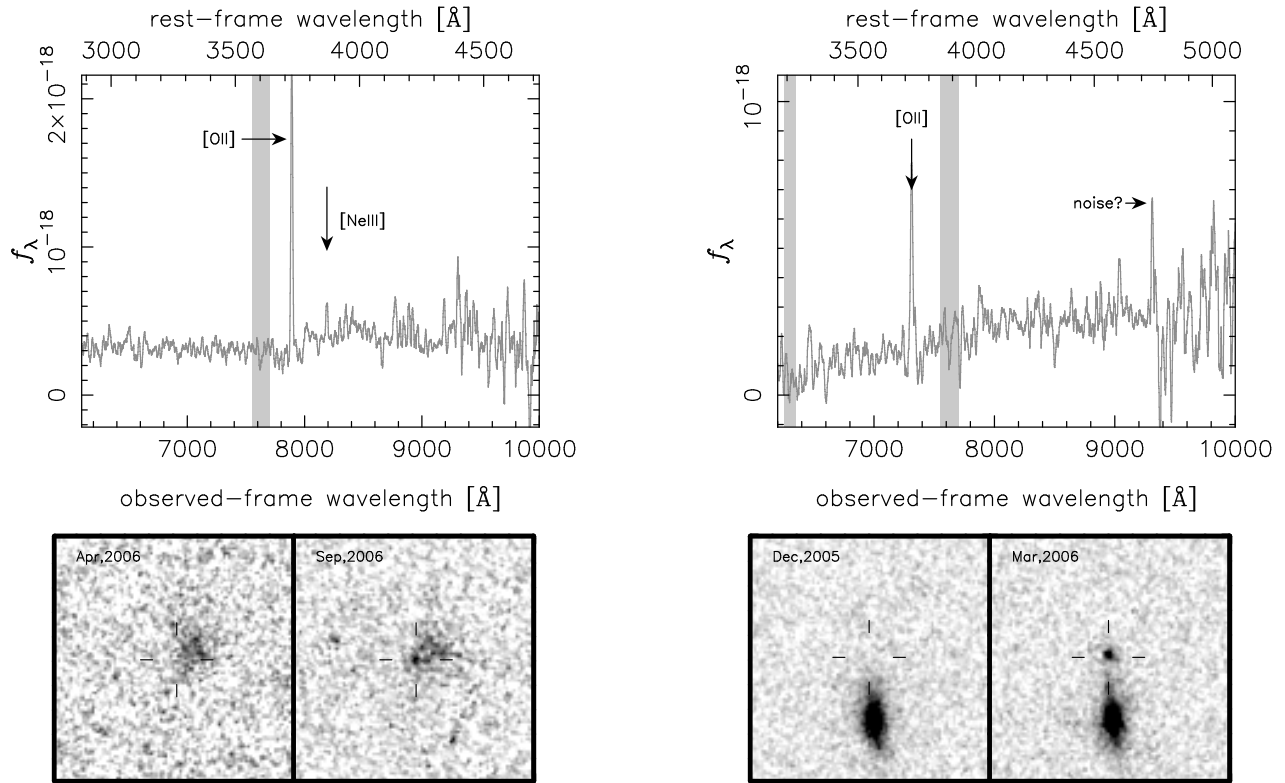 rest-frame wavelength [Å]
3000 3500 4000 4500
2×10⁻¹⁸
10⁻¹⁸
0
f_λ
[OII]
[NeIII]
7000 8000 9000 10000
observed-frame wavelength [Å]
Apr,2006
Sep,2006
rest-frame wavelength [Å]
3500 4000 4500 5000
10⁻¹⁸
0
f_λ
[OII]
noise?
7000 8000 9000 10000
observed-frame wavelength [Å]
Dec,2005
Mar,2006